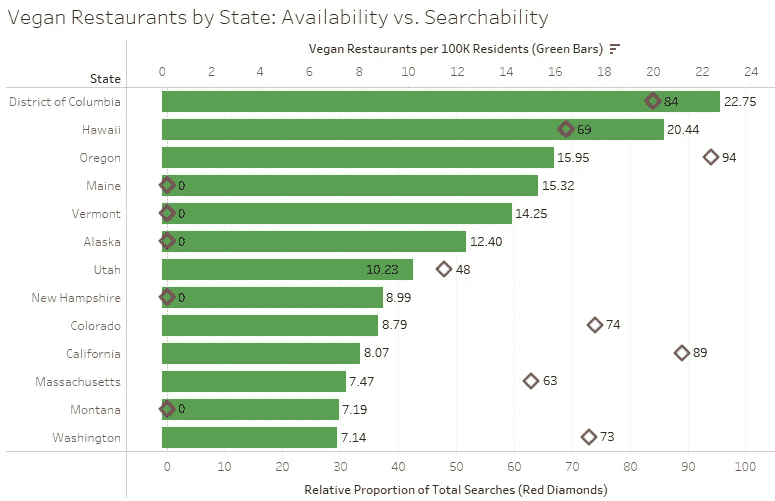 Vegan Restaurants by State: Availability vs. Searchability
Vegan Restaurants per 100K Residents (Green Bars)
State
0 2 4 6 8 10 12 14 16 18 20 22 24
District of Columbia 84 22.75
Hawaii 69 20.44
Oregon 15.95 94
Maine 0 15.32
Vermont 0 14.25
Alaska 0 12.40
Utah 10.23 48
New Hampshire 0 8.99
Colorado 8.79 74
California 8.07 89
Massachusetts 7.47 63
Montana 0 7.19
Washington 7.14 73
0 10 20 30 40 50 60 70 80 90 100
Relative Proportion of Total Searches (Red Diamonds)